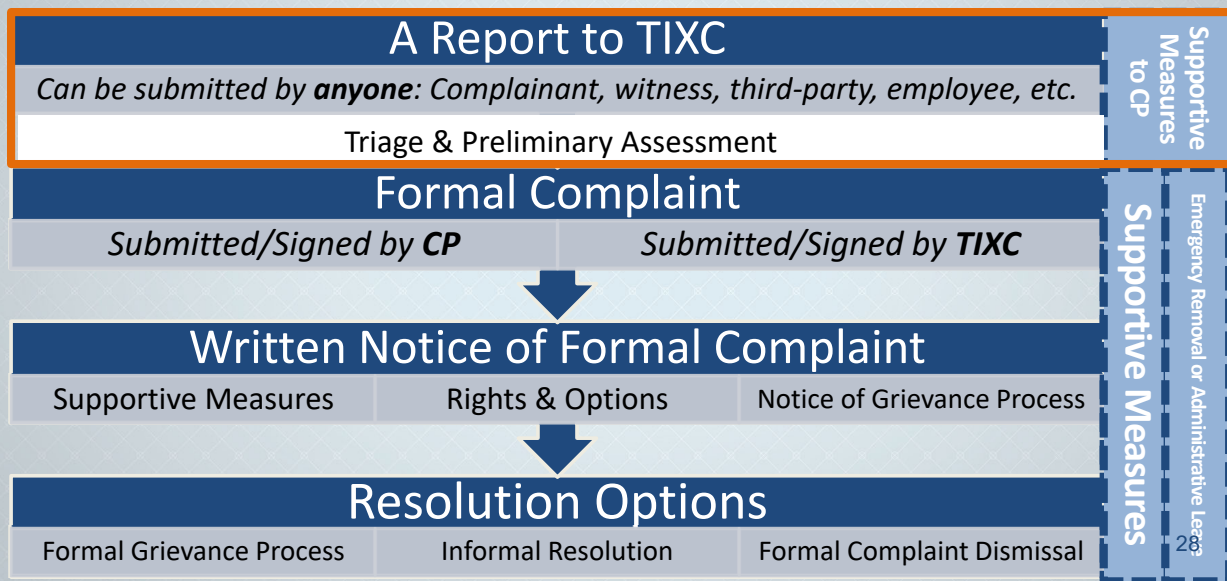 A Report to TIXC
Can be submitted by anyone: Complainant, witness, third-party, employee, etc.
Triage & Preliminary Assessment
Supportive
Measures
to CP
Formal Complaint
Submitted/Signed by CP
Submitted/Signed by TIXC
Written Notice of Formal Complaint
Supportive Measures
Rights & Options
Notice of Grievance Process
Resolution Options
Formal Grievance Process
Informal Resolution
Formal Complaint Dismissal
Supportive Measures
Emergency Removal or Administrative Leave
28